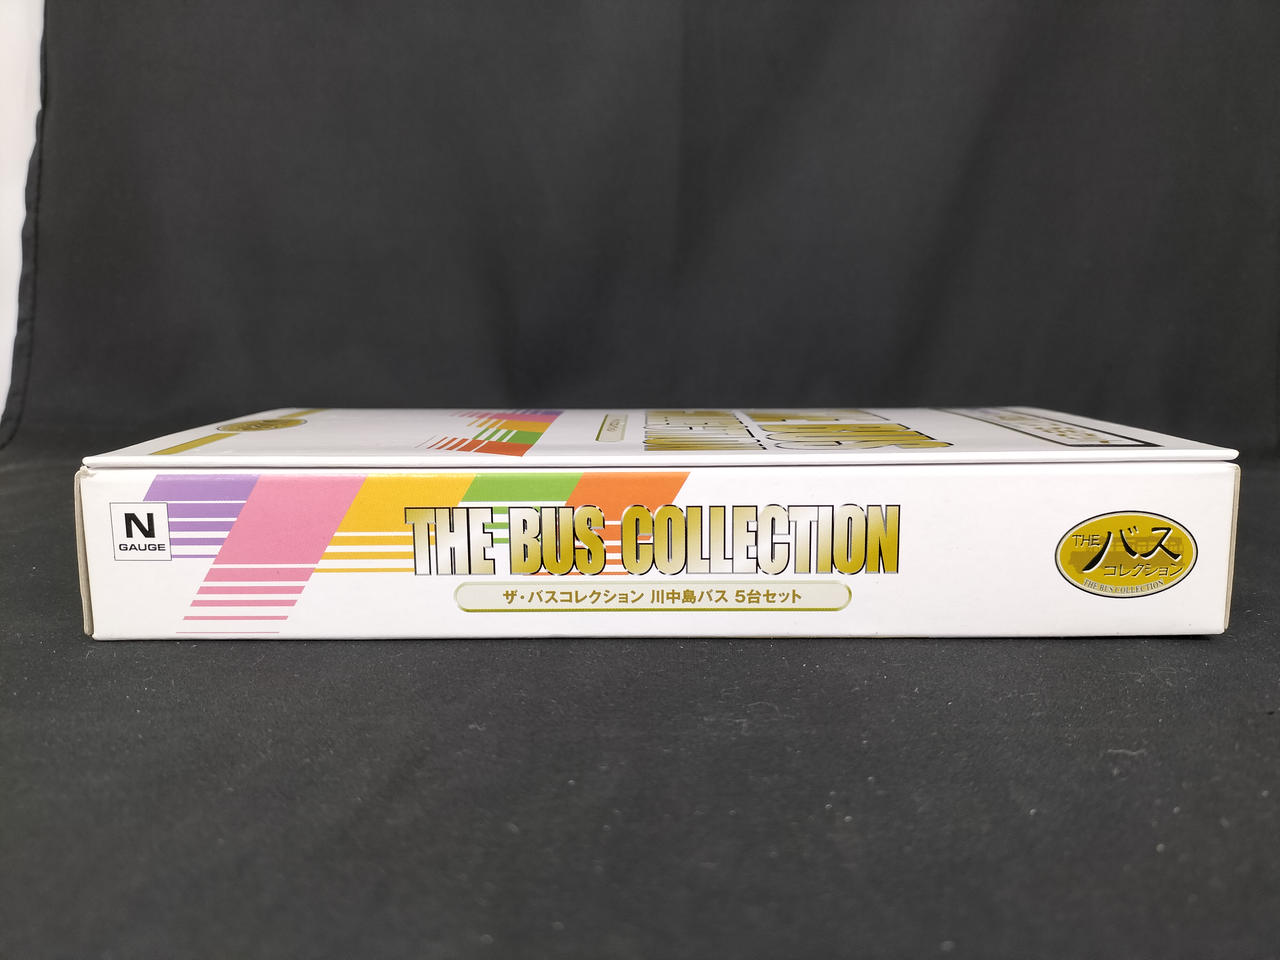 N
GAUGE
THE BUS COLLECTION
ザ・バスコレクション 川中島バス 5台セット
THE バス
コレクション
THE BUS COLLECTION